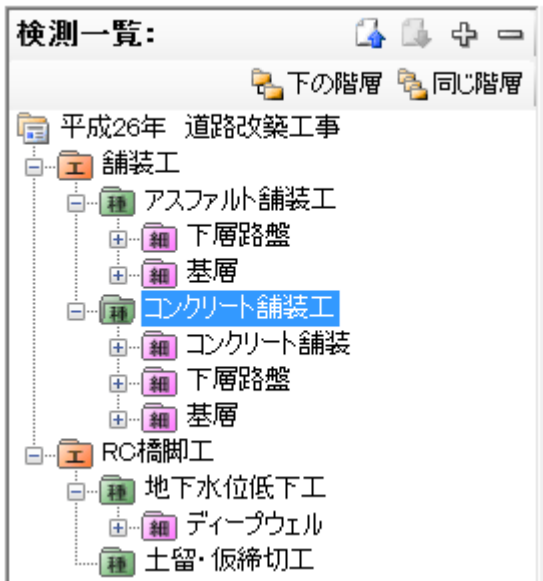 検測一覧:
下の階層 同じ階層
平成26年 道路改築工事
工 舗装工
種 アスファルト舗装工
細 下層路盤
細 基層
種 コンクリート舗装工
細 コンクリート舗装
細 下層路盤
細 基層
工 RC橋脚工
種 地下水位低下工
細 ディープウェル
種 土留・仮締切工